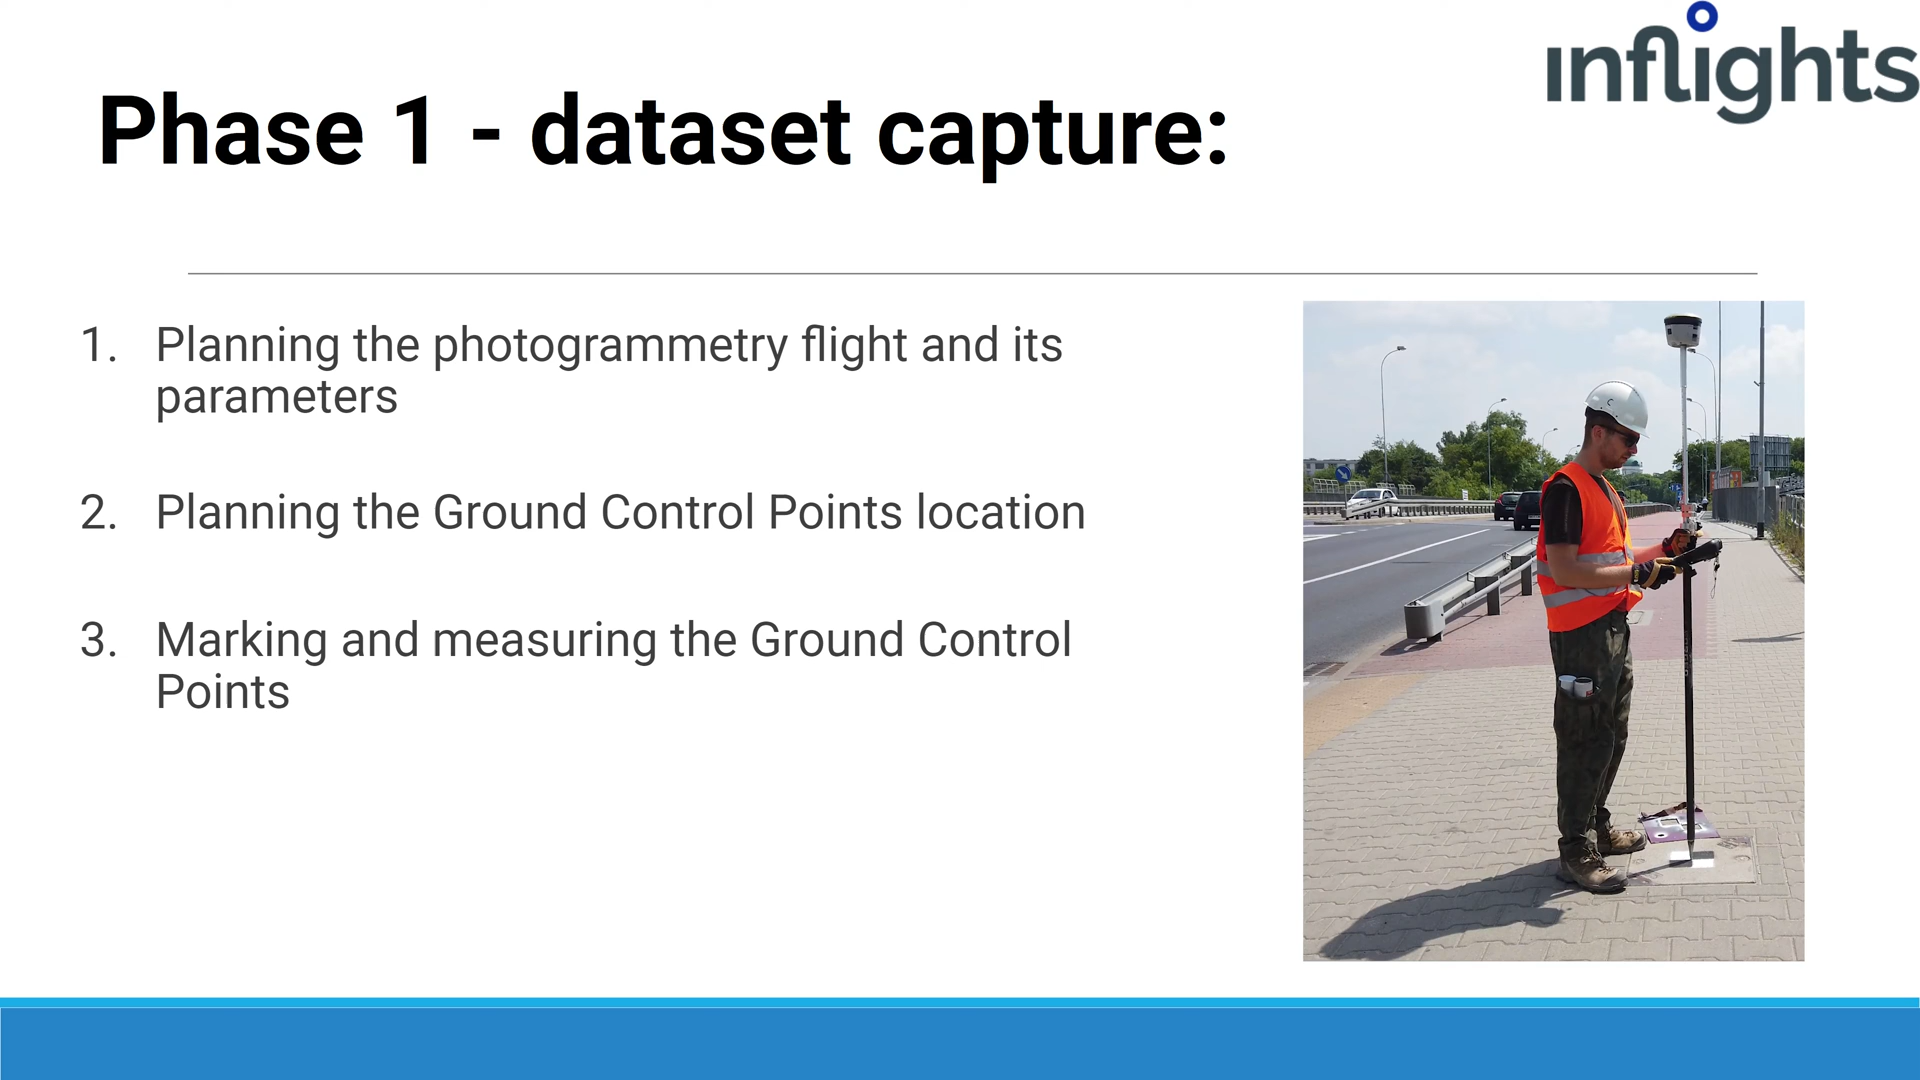 inflights
Phase 1 - dataset capture:
1. Planning the photogrammetry flight and its
parameters
2. Planning the Ground Control Points location
3. Marking and measuring the Ground Control
Points